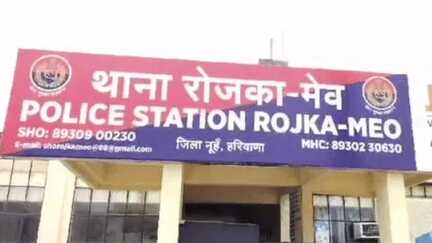 थाना रोजका-मेव
POLICE STATION ROJKA-MEO
SHO: 89309 00230
जिला नूहँ, हरियाणा
MHC: 89302 30630